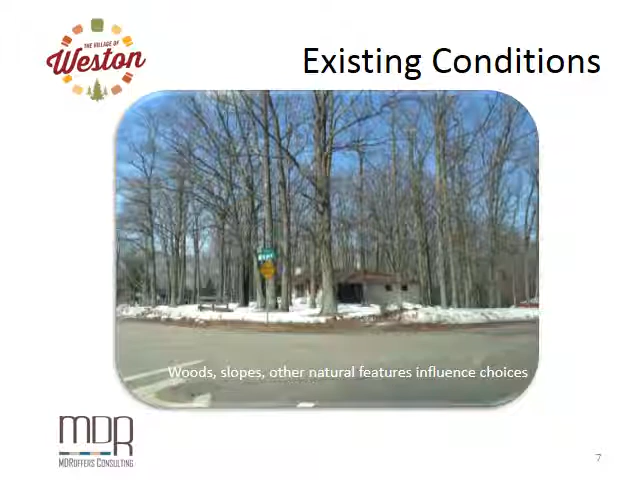 THE VILLAGE OF
Weston
Existing Conditions
Woods, slopes, other natural features influence choices
MDR
MDROFFERS CONSULTING
7